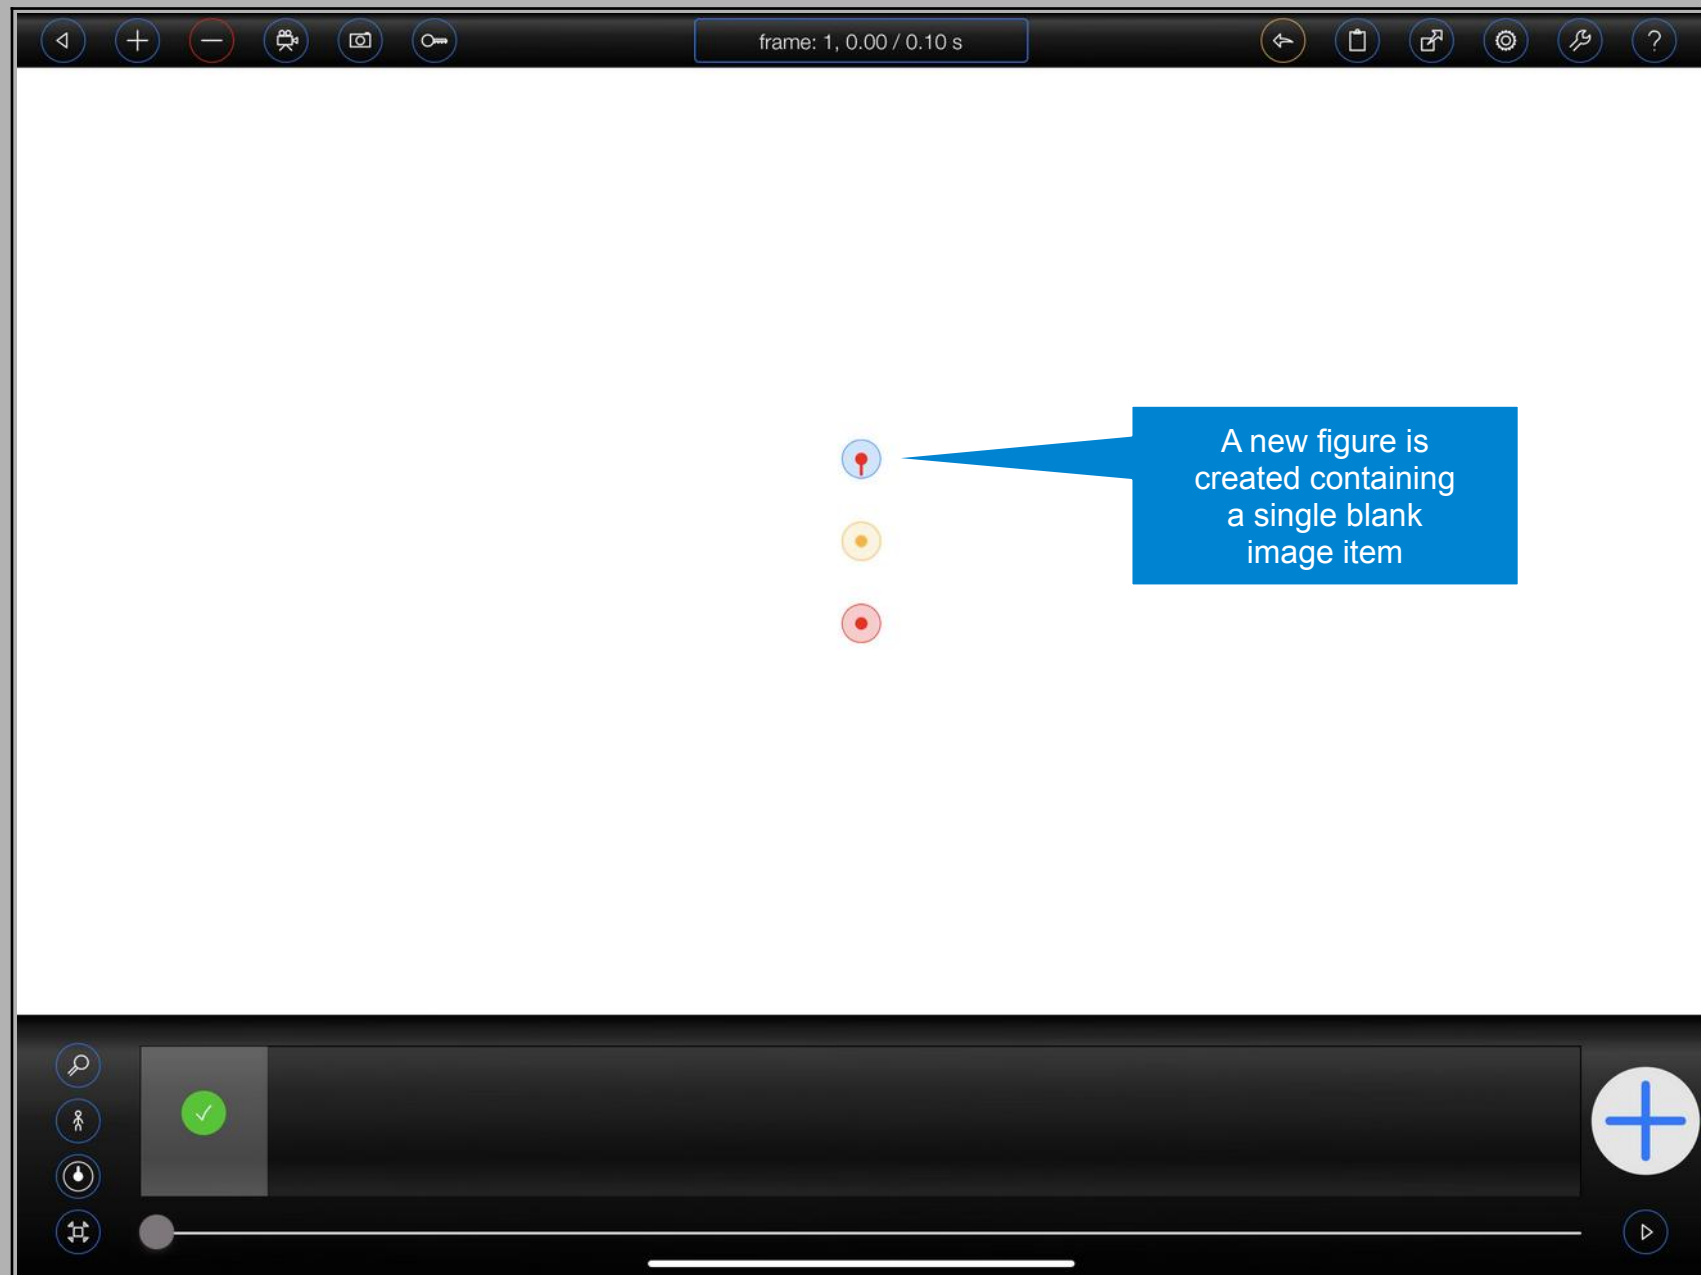 frame: 1, 0.00 / 0.10 s
?
A new figure is
created containing
a single blank
image item